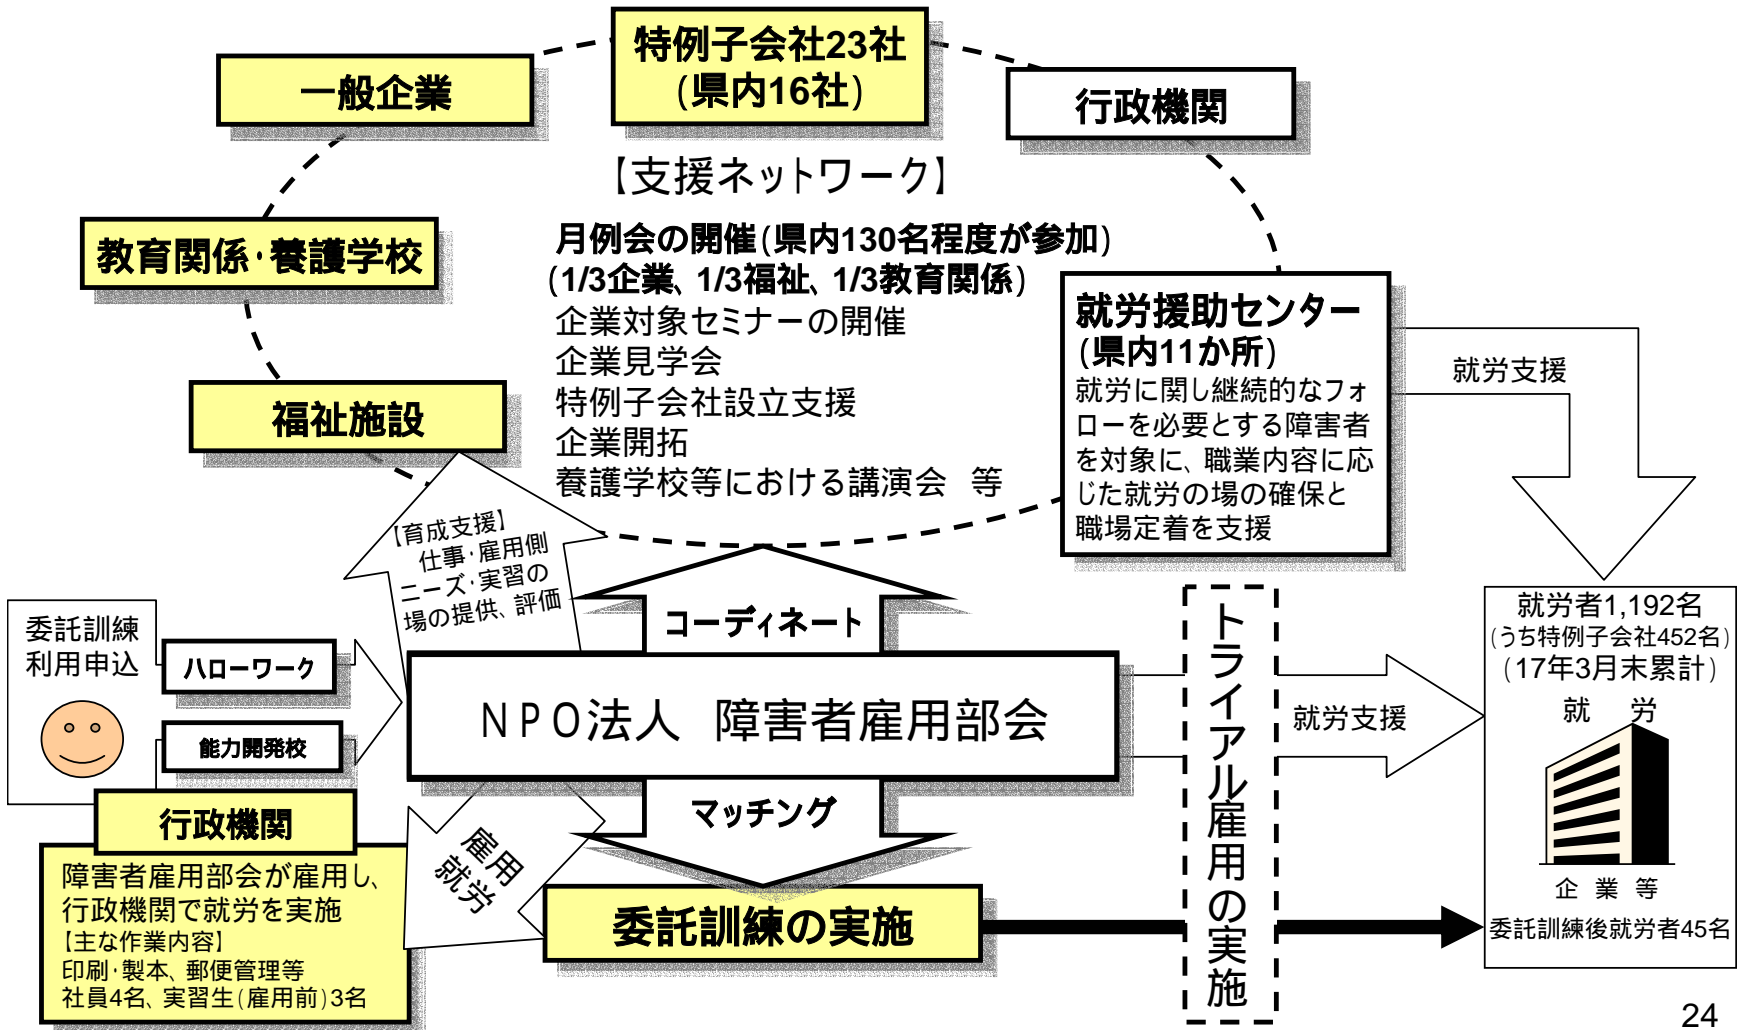 特例子会社23社
(県内16社)
一般企業
行政機関
【支援ネットワーク】
教育関係・養護学校
月例会の開催(県内130名程度が参加)
(1/3企業、1/3福祉、1/3教育関係)
企業対象セミナーの開催
企業見学会
特例子会社設立支援
企業開拓
養護学校等における講演会 等
福祉施設
就労援助センター
(県内11か所)
就労に関し継続的なフォ
ローを必要とする障害者
を対象に、職業内容に応
じた就労の場の確保と
職場定着を支援
就労支援
【育成支援】
仕事・雇用側
ニーズ・実習の
場の提供、評価
コーディネート
委託訓練
利用申込
ハローワーク
能力開発校
NPO法人 障害者雇用部会
トライアル雇用の実施
就労支援
就労者1,192名
(うち特例子会社452名)
(17年3月末累計)
就 労
企 業 等
委託訓練後就労者45名
マッチング
雇用
就労
委託訓練の実施
行政機関
障害者雇用部会が雇用し、
行政機関で就労を実施
【主な作業内容】
印刷・製本、郵便管理等
社員4名、実習生(雇用前)3名
24